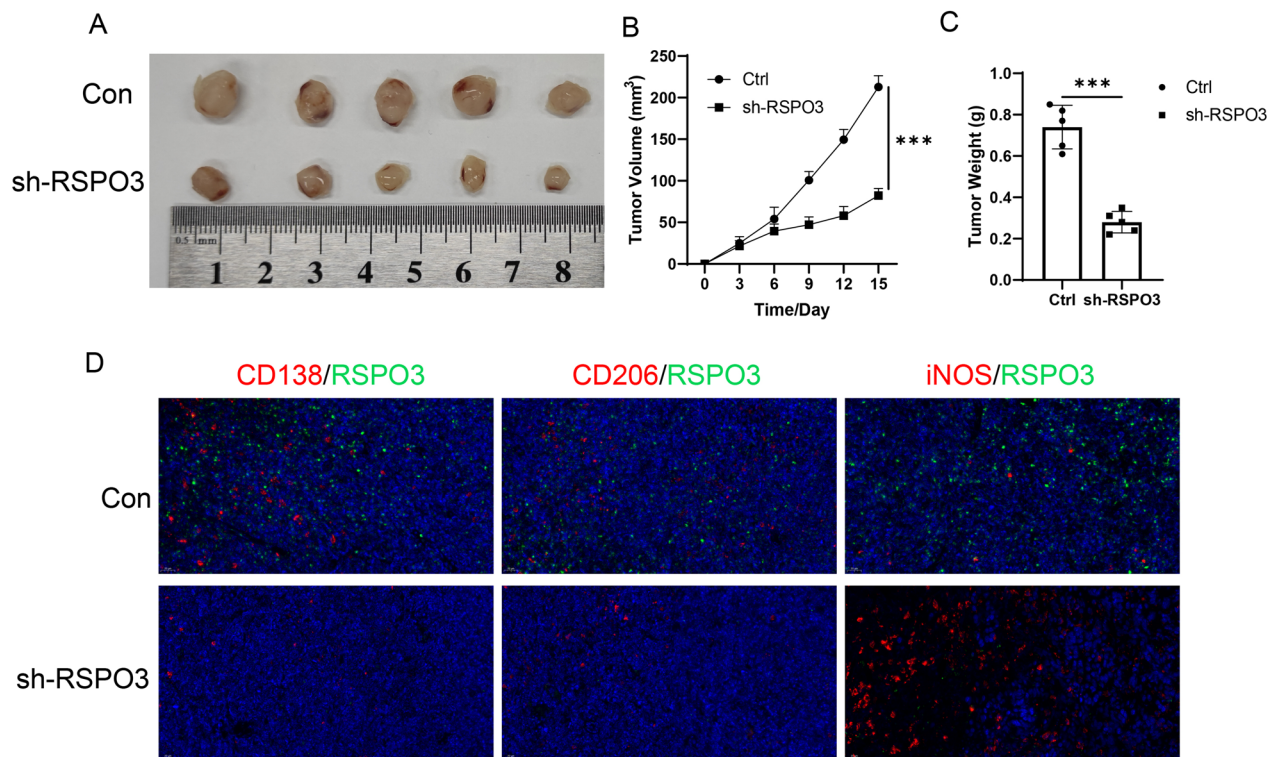 A
Con
sh-RSPO3
0.5 mm
1 2 3 4 5 6 7 8
B
Tumor Volume (mm³)
250
200
150
100
50
0
Ctrl
sh-RSPO3
***
0 3 6 9 12 15
Time/Day
C
Tumor Weight (g)
1.0
0.8
0.6
0.4
0.2
0.0
***
Ctrl
sh-RSPO3
Ctrl sh-RSPO3
D
CD138/RSPO3 CD206/RSPO3 iNOS/RSPO3
Con
sh-RSPO3